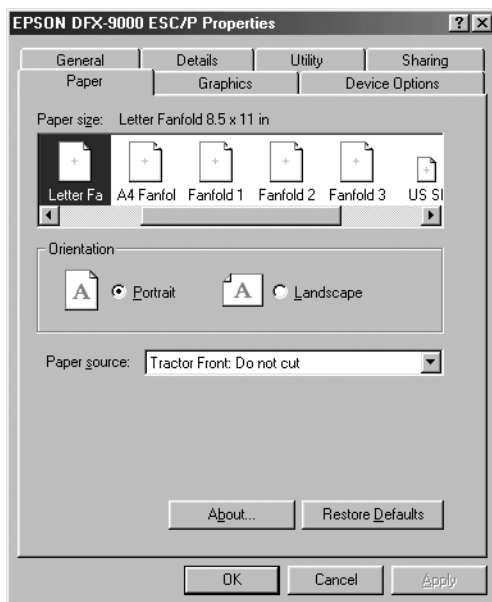 EPSON DFX-9000 ESC/P Properties ? ×
General Details Utility Sharing
Paper Graphics Device Options
Paper size: Letter Fanfold 8.5 x 11 in
Letter Fa A4 Fanfol Fanfold 1 Fanfold 2 Fanfold 3 US SI
Orientation
A Portrait A Landscape
Paper source: Tractor Front: Do not cut
About... Restore Defaults
OK Cancel Apply